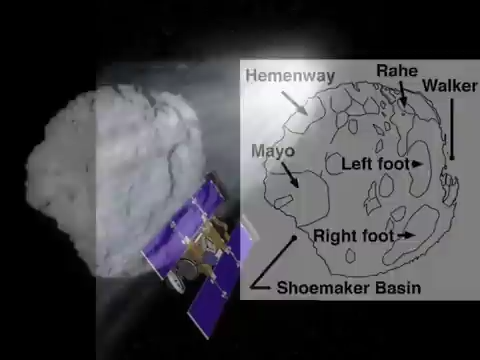 Hemenway
Rahe
Walker
Mayo
Left foot
Right foot
Shoemaker Basin